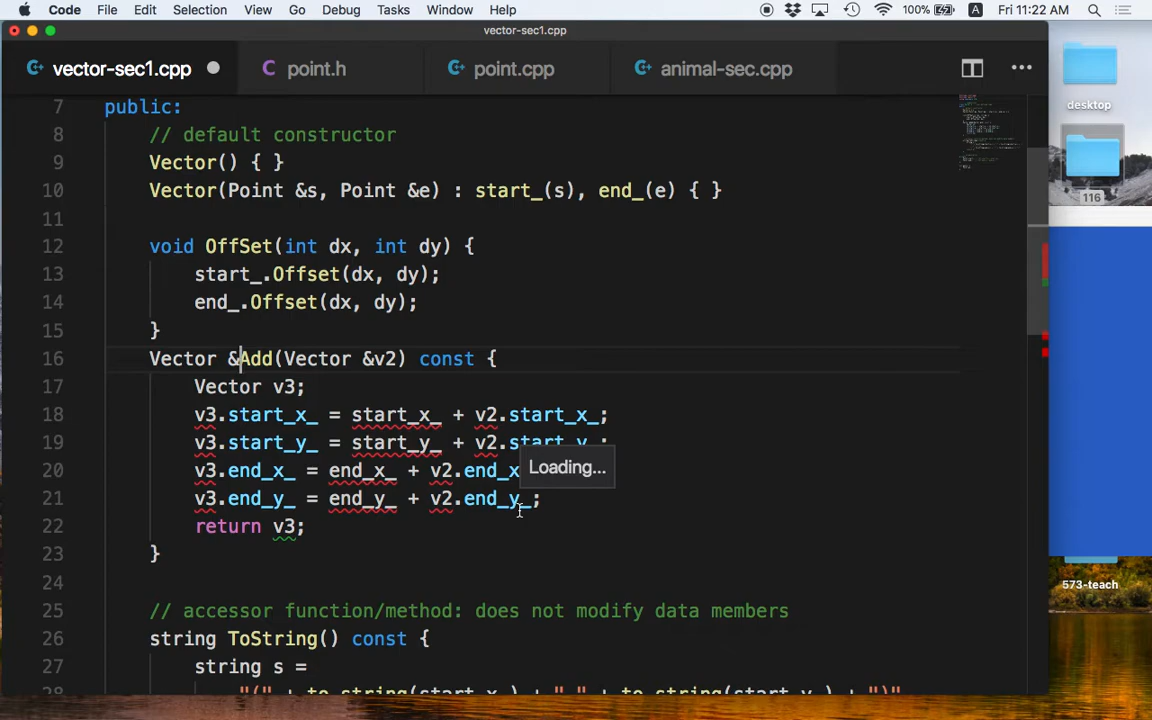 Code File Edit Selection View Go Debug Tasks Window Help 100% A Fri 11:22 AM
vector-sec1.cpp
vector-sec1.cpp point.h point.cpp animal-sec.cpp
7 public:
8 // default constructor
9 Vector() { }
10 Vector(Point &s, Point &e) : start_(s), end_(e) { }
11
12 void OffSet(int dx, int dy) {
13 start_.Offset(dx, dy);
14 end_.Offset(dx, dy);
15 }
16 Vector &Add(Vector &v2) const {
17 Vector v3;
18 v3.start_x_ = start_x_ + v2.start_x_;
19 v3.start_y_ = start_y_ + v2.start_y_;
20 v3.end_x_ = end_x_ + v2.end_x
Loading...
21 v3.end_y_ = end_y_ + v2.end_y_;
22 return v3;
23 }
24
25 // accessor function/method: does not modify data members
26 string ToString() const {
27 string s =
28 "(" + to_string(start_x_) + "," + to_string(start_y_) + ")"
desktop
116
573-teach